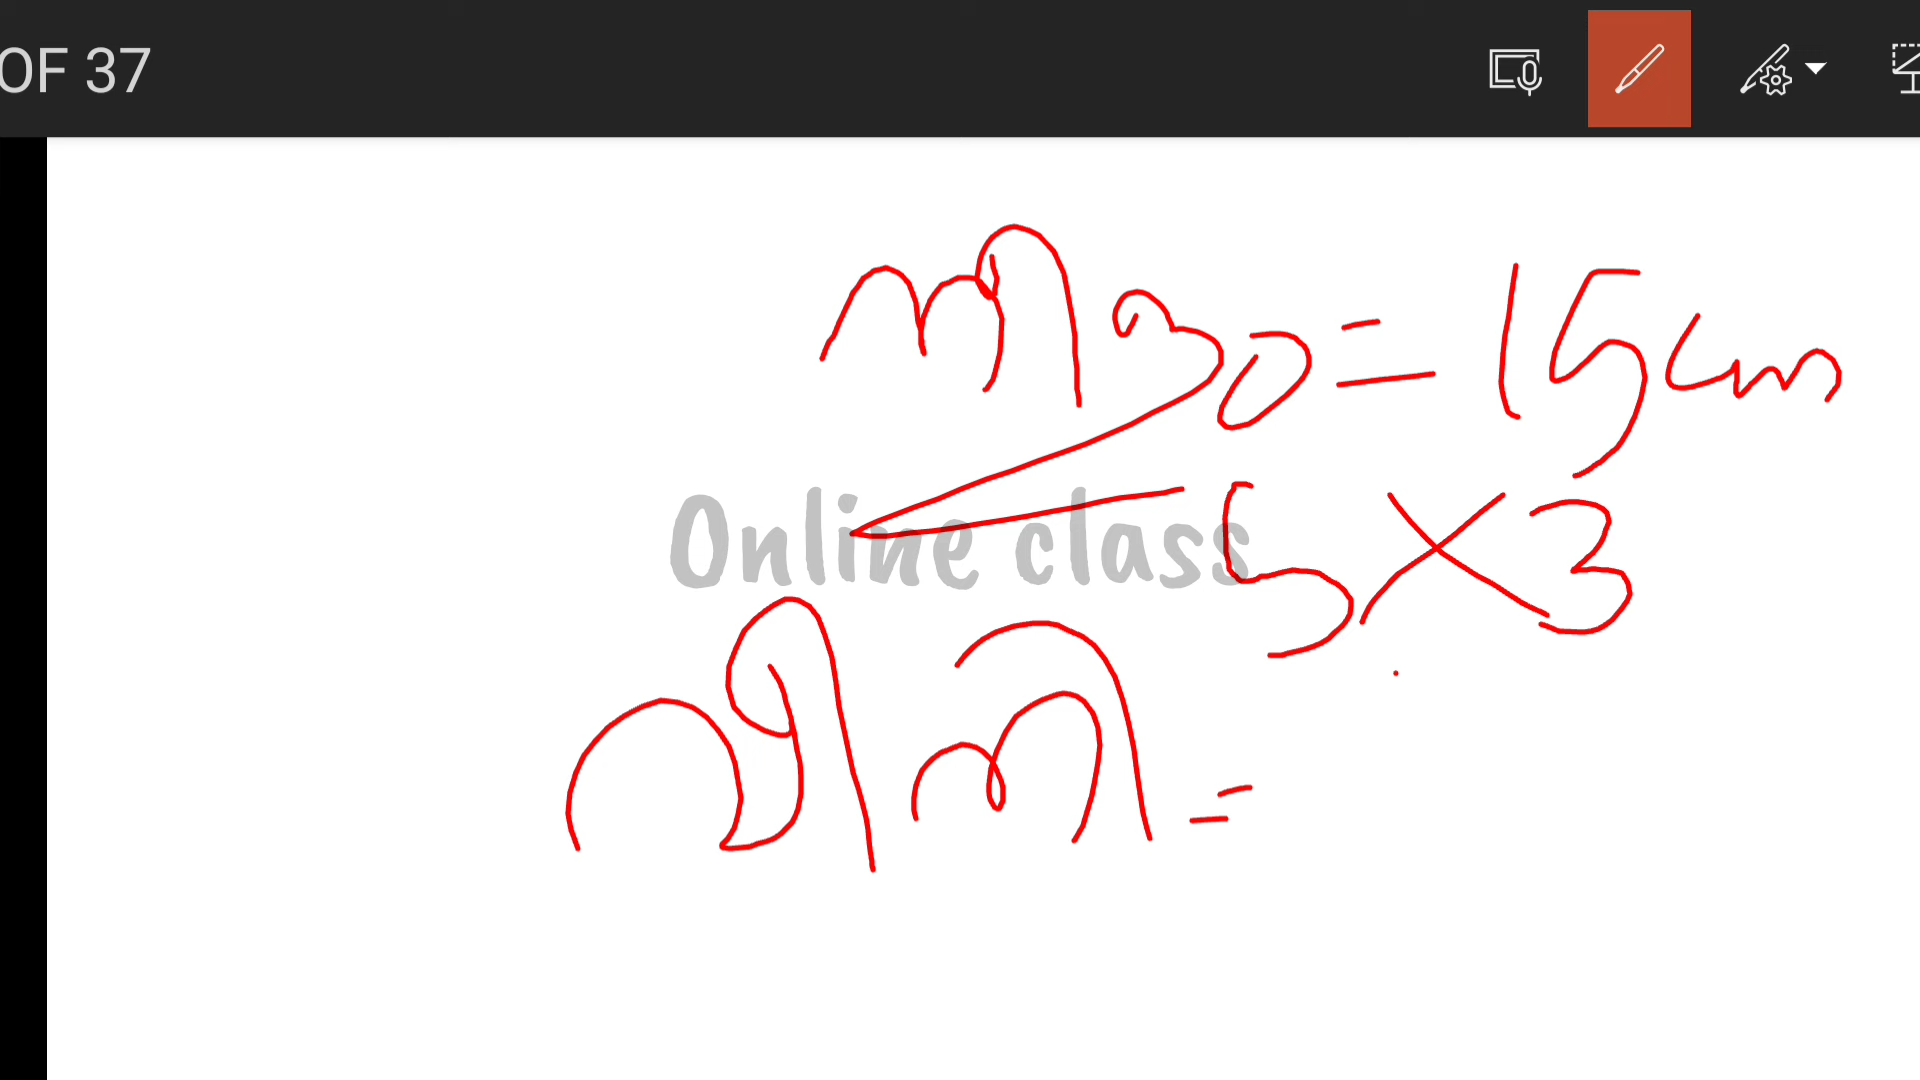 OF 37
നീളം = 15cm
5 × 3
Online class
വീതി =